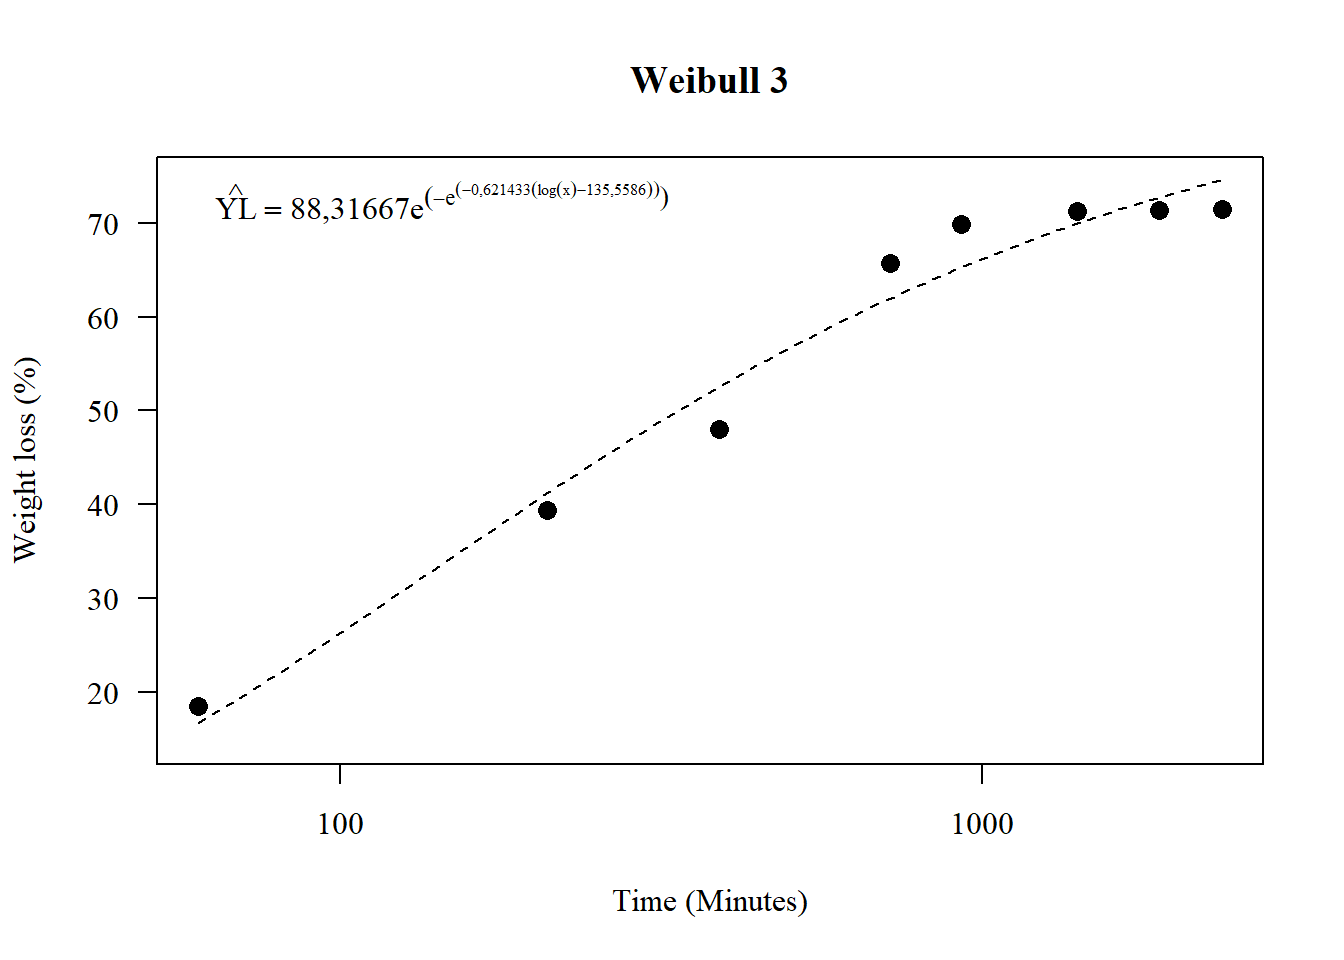 Weibull 3
ŶL = 88,31667e^(−e^(−0,621433(log(x)−135,5586)))
70
60
50
40
30
20
Weight loss (%)
100 1000
Time (Minutes)